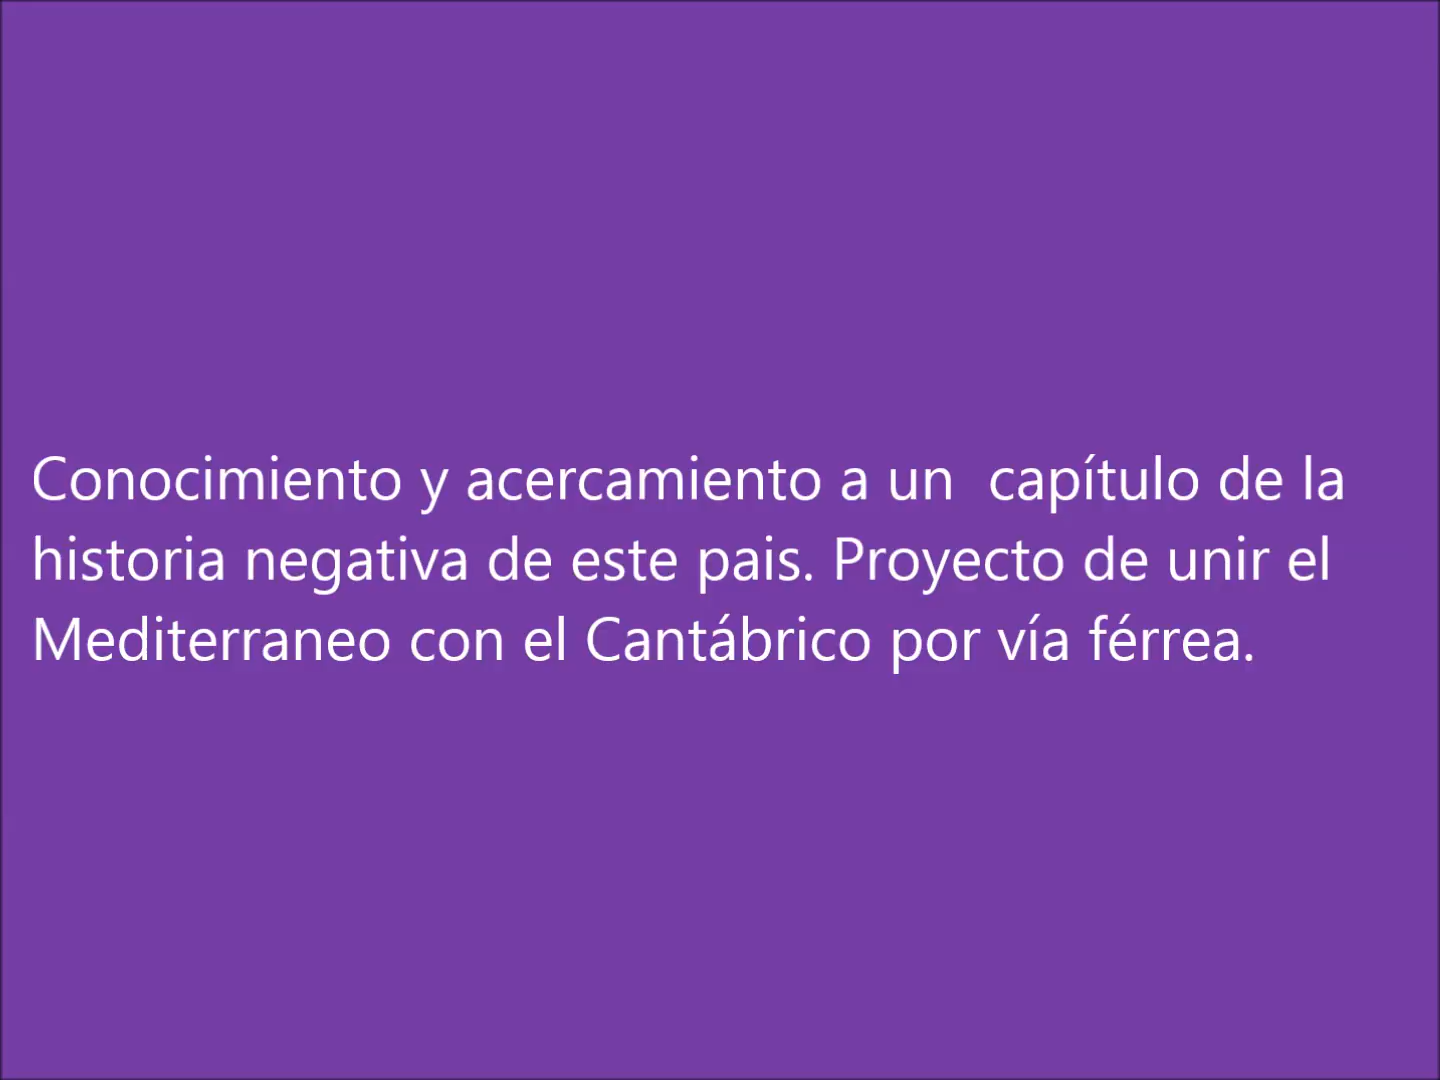 Conocimiento y acercamiento a un  capítulo de la
historia negativa de este pais. Proyecto de unir el
Mediterraneo con el Cantábrico por vía férrea.